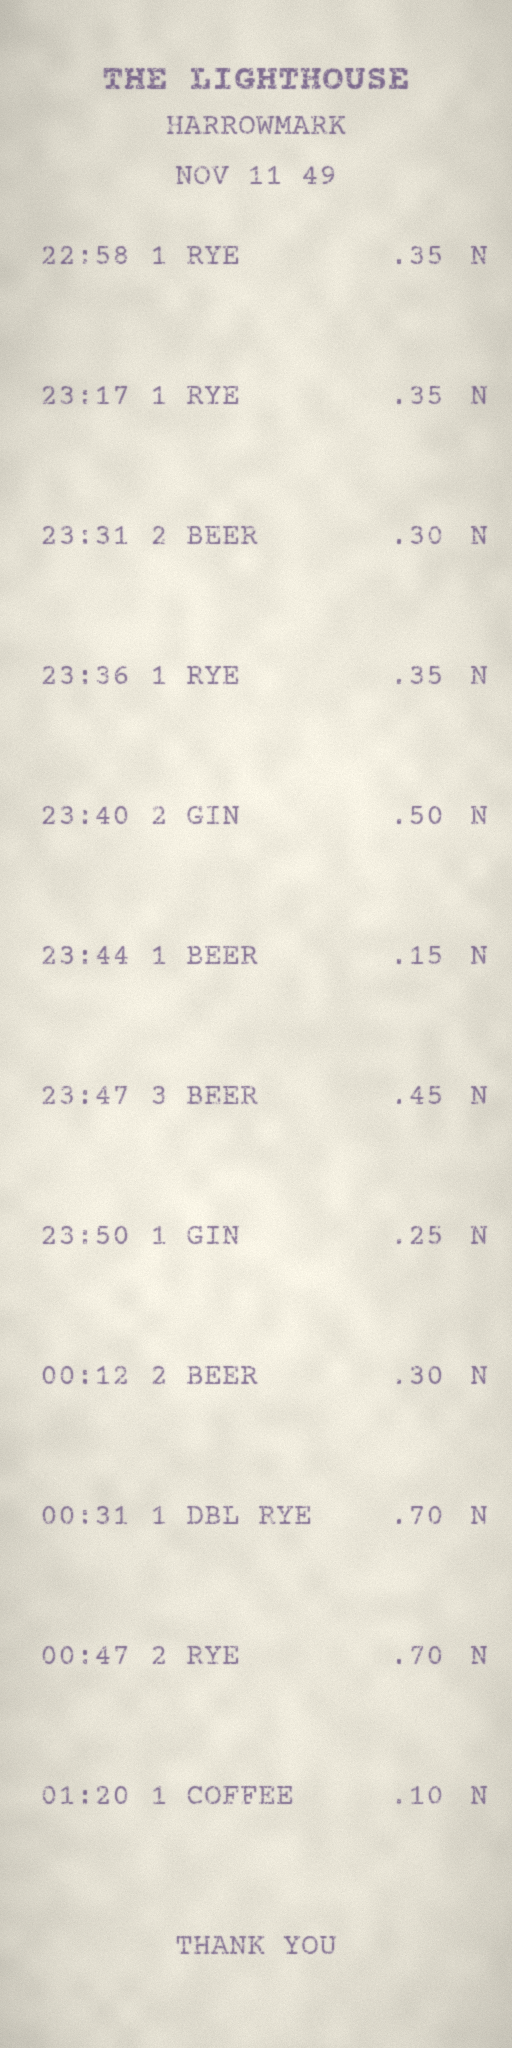 THE LIGHTHOUSE
HARROWMARK
NOV 11 49
22:58 1 RYE .35 N
23:17 1 RYE .35 N
23:31 2 BEER .30 N
23:36 1 RYE .35 N
23:40 2 GIN .50 N
23:44 1 BEER .15 N
23:47 3 BEER .45 N
23:50 1 GIN .25 N
00:12 2 BEER .30 N
00:31 1 DBL RYE .70 N
00:47 2 RYE .70 N
01:20 1 COFFEE .10 N
THANK YOU